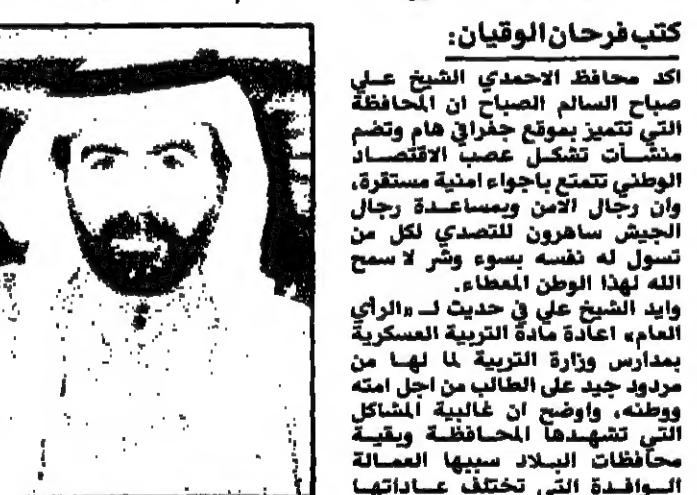 كتب فرحان الوقيان:
اكد محافظ الاحمدي الشيخ علي
صباح السالم الصباح ان المحافظة
التي تتميز بموقع جغرافي هام وتضم
منشآت تشكل عصب الاقتصاد
الوطني تتمتع باجواء امنية مستقرة،
وان رجال الامن وبمساعدة رجال
الجيش ساهرون للتصدي لكل من
تسول له نفسه بسوء وشر لا سمح
الله لهذا الوطن المعطاء.
وايد الشيخ علي في حديث لـ «الرأي
العام» اعادة مادة التربية العسكرية
بمدارس وزارة التربية لما لها من
مردود جيد على الطالب من اجل امته
ووطنه، واوضح ان غالبية المشاكل
التي تشهدها المحافظة وبقية
محافظات البلاد سببها العمالة
الوافدة التي تختلف عاداتها